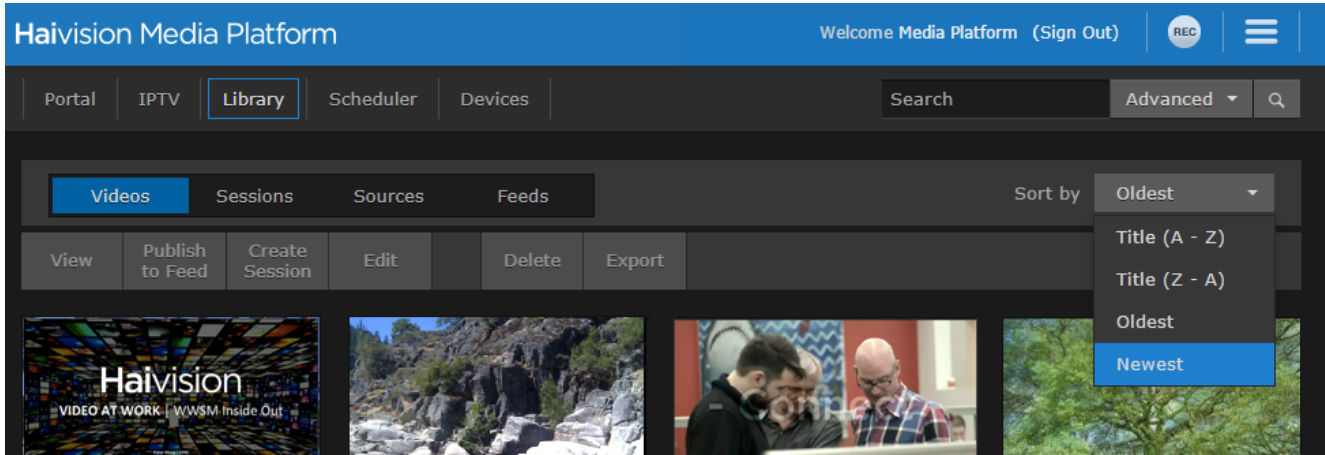 Haivision Media Platform
Welcome Media Platform (Sign Out)
REC
Portal IPTV Library Scheduler Devices
Search Advanced
Videos Sessions Sources Feeds
Sort by Oldest
Title (A - Z)
Title (Z - A)
Oldest
Newest
View Publish to Feed Create Session Edit Delete Export
Haivision
VIDEO AT WORK | WWSM Inside Out
Connect